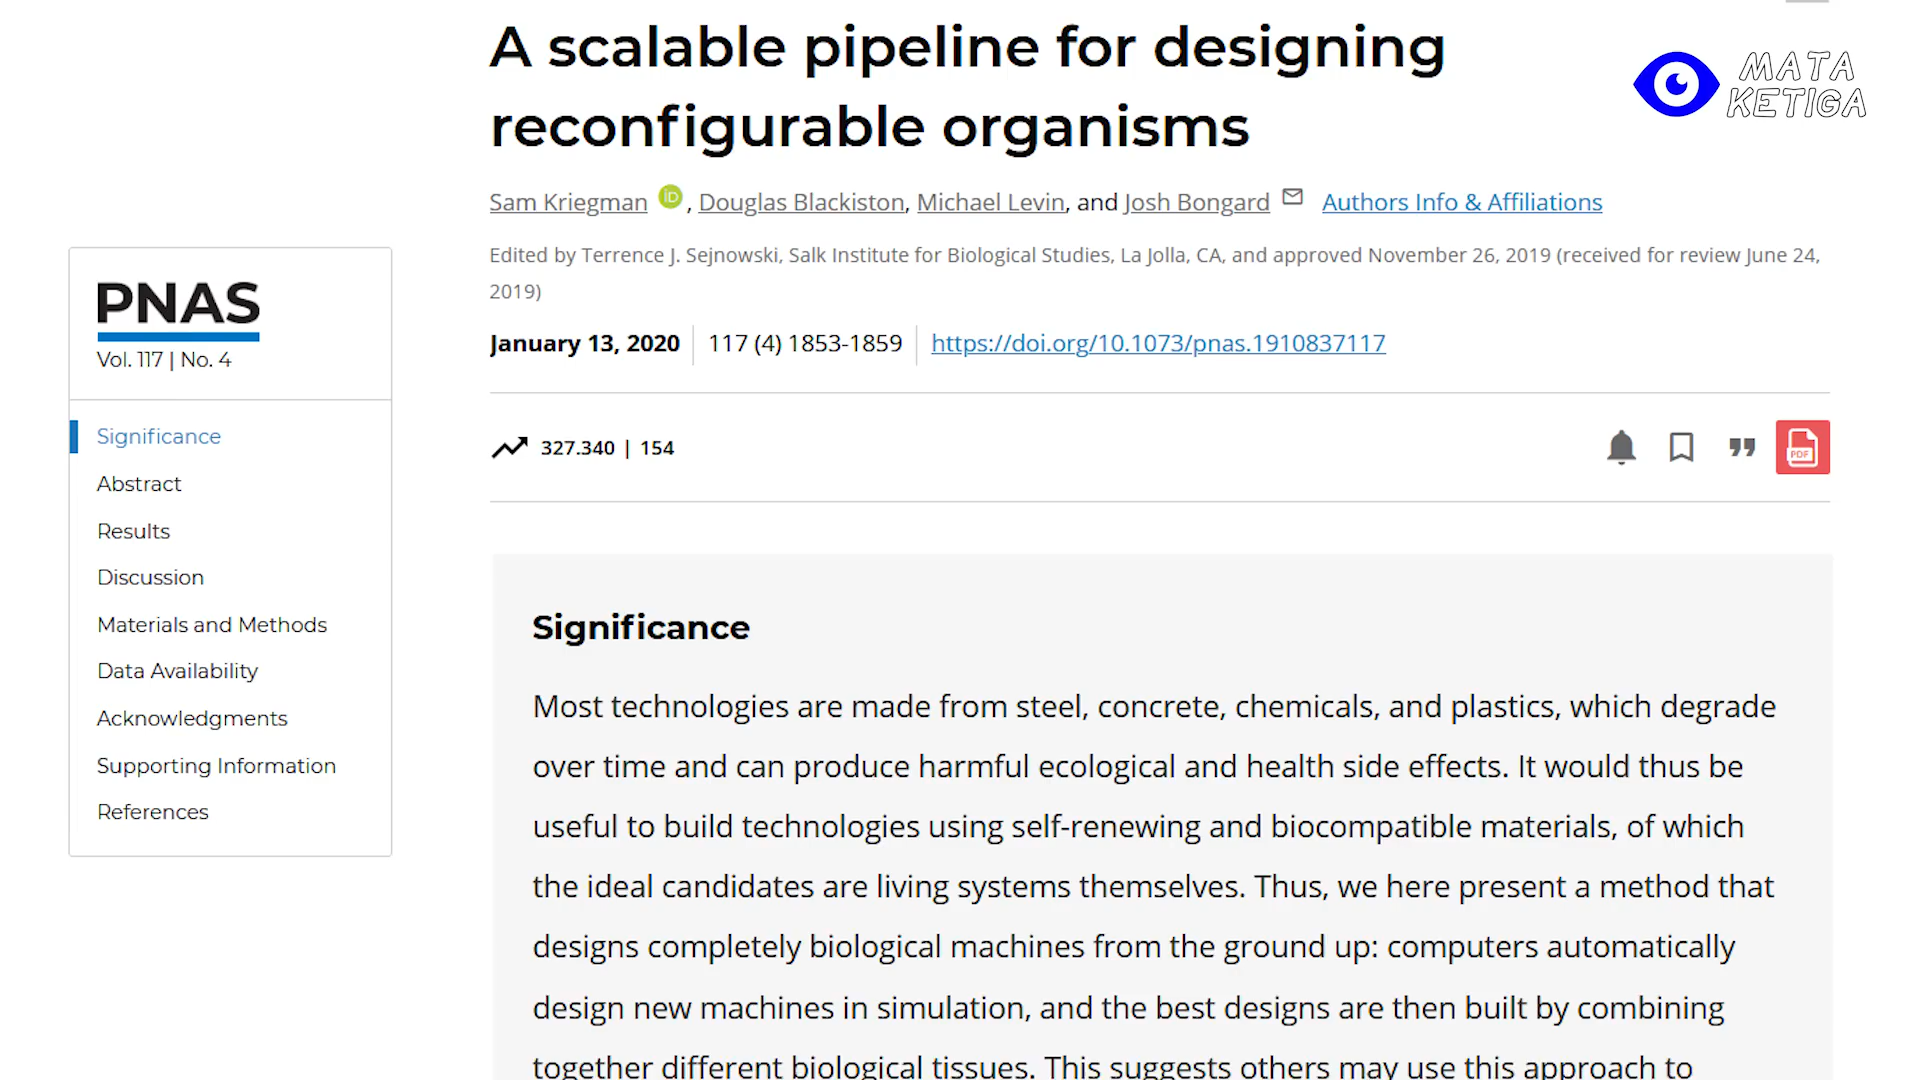 A scalable pipeline for designing
reconfigurable organisms
MATA
KETIGA
Sam Kriegman iD, Douglas Blackiston, Michael Levin, and Josh Bongard Authors Info & Affiliations
Edited by Terrence J. Sejnowski, Salk Institute for Biological Studies, La Jolla, CA, and approved November 26, 2019 (received for review June 24,
2019)
January 13, 2020 117 (4) 1853-1859 https://doi.org/10.1073/pnas.1910837117
327.340 | 154
PDF
PNAS
Vol. 117 | No. 4
Significance
Abstract
Results
Discussion
Materials and Methods
Data Availability
Acknowledgments
Supporting Information
References
Significance
Most technologies are made from steel, concrete, chemicals, and plastics, which degrade
over time and can produce harmful ecological and health side effects. It would thus be
useful to build technologies using self-renewing and biocompatible materials, of which
the ideal candidates are living systems themselves. Thus, we here present a method that
designs completely biological machines from the ground up: computers automatically
design new machines in simulation, and the best designs are then built by combining
together different biological tissues. This suggests others may use this approach to